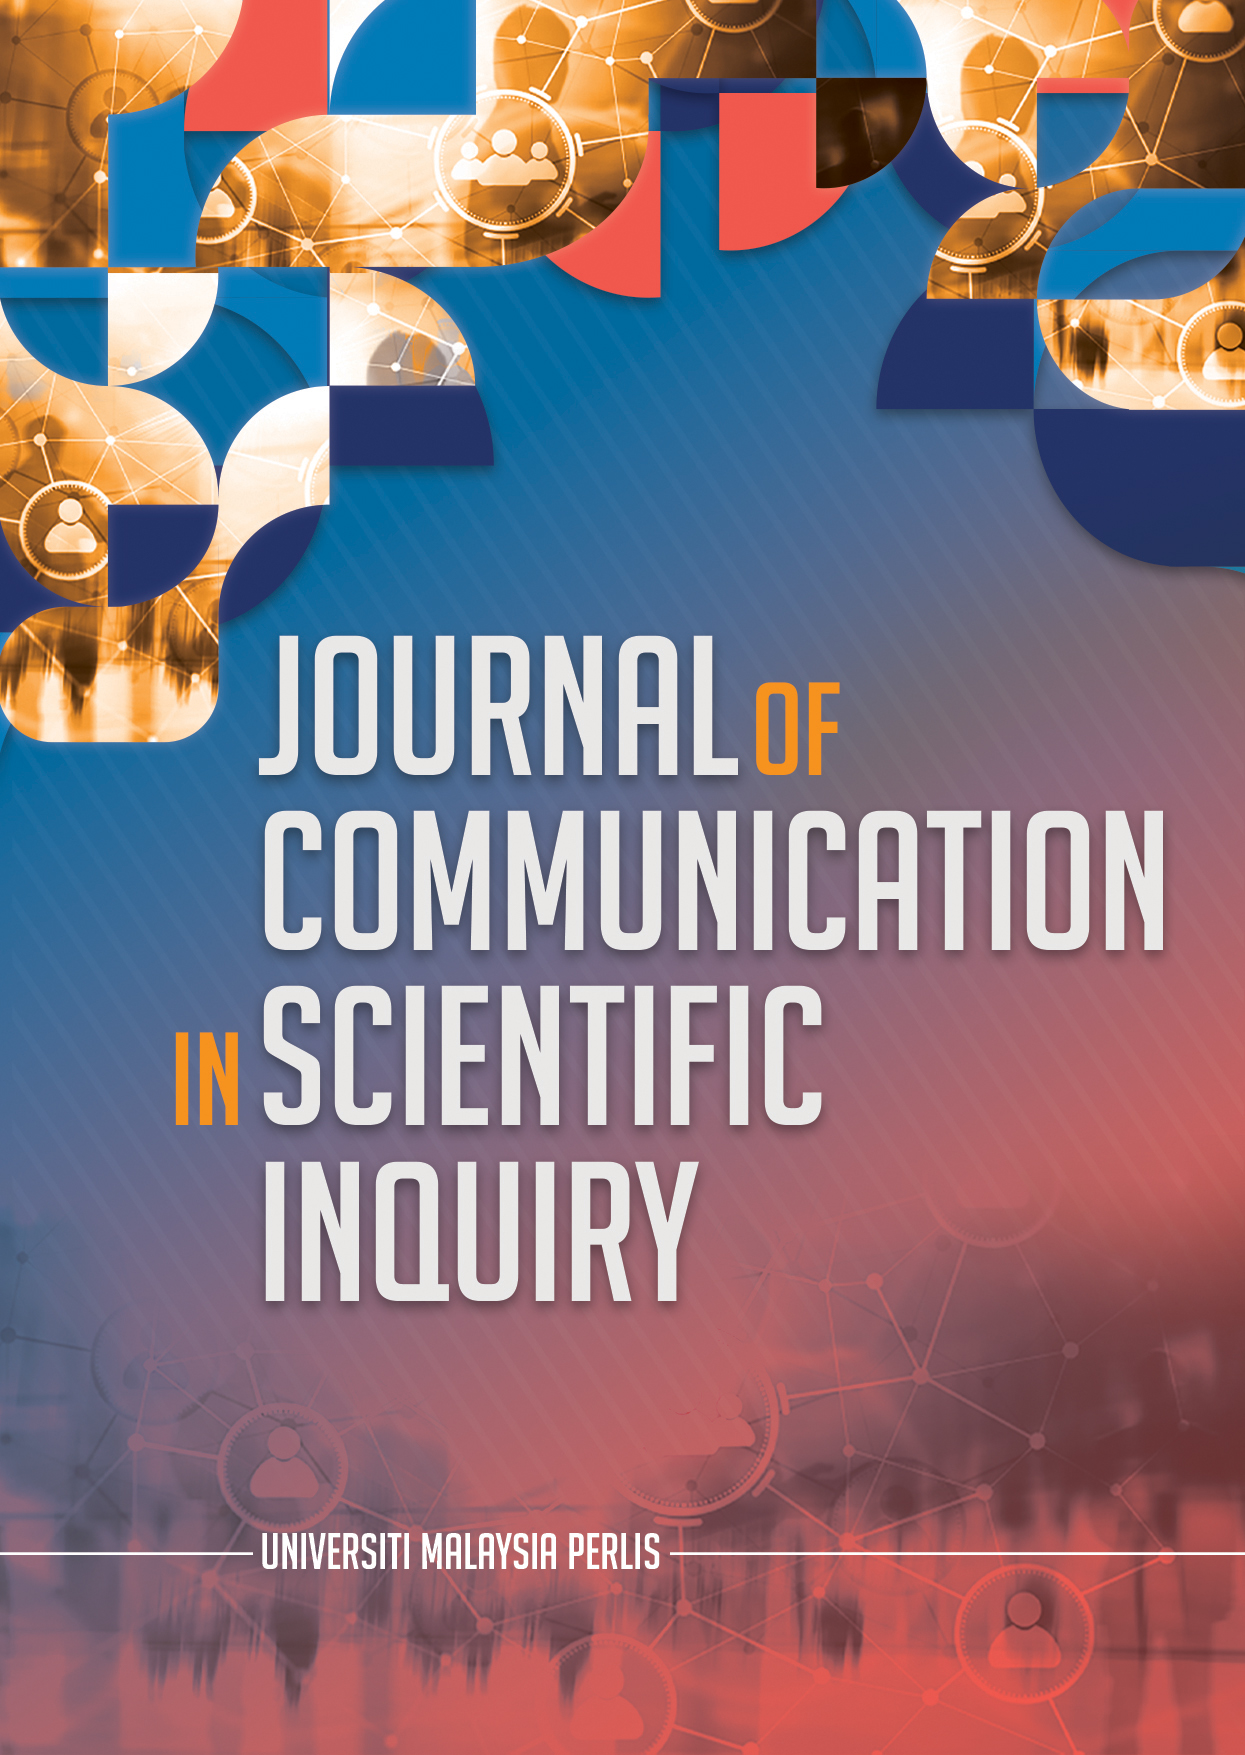 JOURNAL OF
COMMUNICATION
IN SCIENTIFIC
INQUIRY
UNIVERSITI MALAYSIA PERLIS